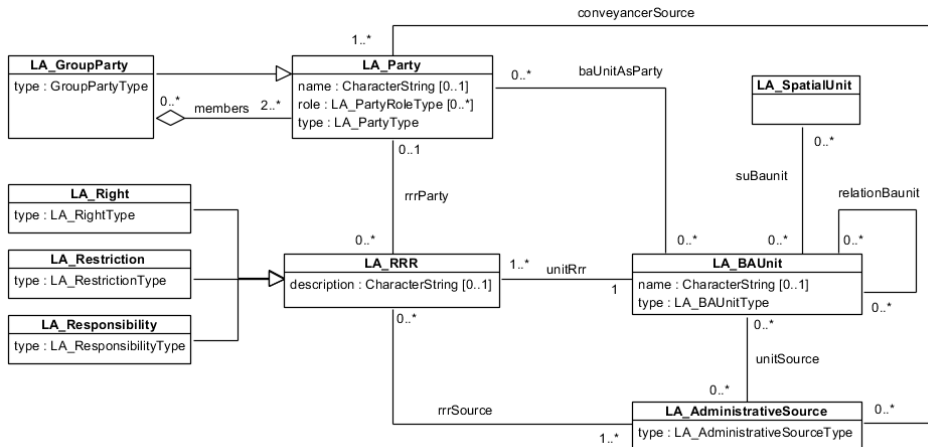 conveyancerSource
1..*
LA_GroupParty
type : GroupPartyType
0..*
members
2..*
LA_Party
name : CharacterString [0..1]
role : LA_PartyRoleType [0..*]
type : LA_PartyType
0..*
baUnitAsParty
LA_SpatialUnit
0..*
0..1
suBaunit
relationBaunit
LA_Right
type : LA_RightType
rrrParty
LA_Restriction
type : LA_RestrictionType
LA_Responsibility
type : LA_ResponsibilityType
0..*
LA_RRR
description : CharacterString [0..1]
0..*
1..*
unitRrr
1
0..*
0..*
0..*
LA_BAUnit
name : CharacterString [0..1]
type : LA_BAUnitType
0..*
0..*
unitSource
0..*
rrrSource
1..*
LA_AdministrativeSource
type : LA_AdministrativeSourceType
0..*